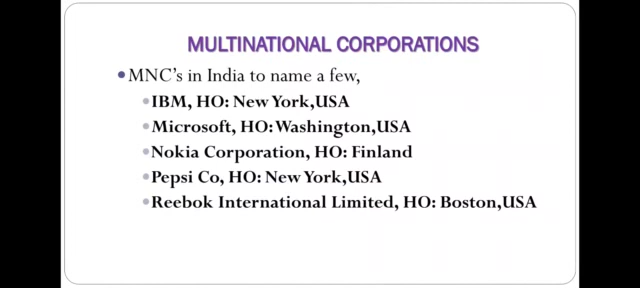 MULTINATIONAL CORPORATIONS
MNC's in India to name a few,
IBM, HO: New York,USA
Microsoft, HO:Washington,USA
Nokia Corporation, HO: Finland
Pepsi Co, HO: New York,USA
Reebok International Limited, HO: Boston,USA